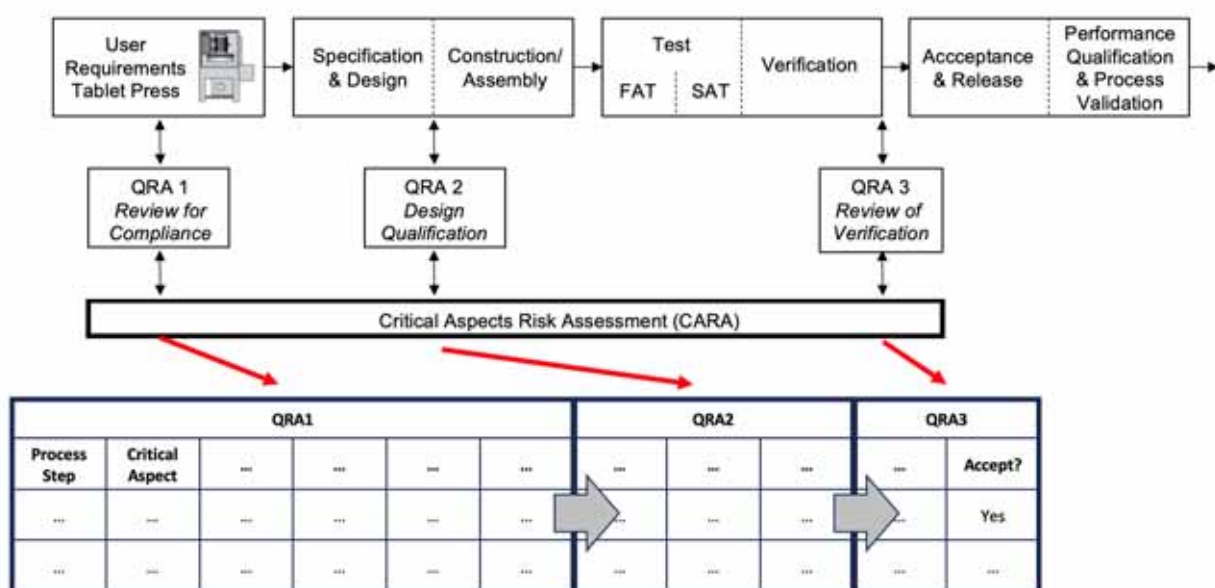 User
Requirements
Tablet Press
Specification
& Design
Construction/
Assembly
Test
FAT
SAT
Verification
Accceptance
& Release
Performance
Qualification
& Process
Validation
QRA 1
Review for
Compliance
QRA 2
Design
Qualification
QRA 3
Review of
Verification
Critical Aspects Risk Assessment (CARA)
QRA1
QRA2
QRA3
Process
Step
Critical
Aspect
...
...
...
...
...
...
...
...
Accept?
...
...
...
...
...
...
...
...
...
...
Yes
...
...
...
...
...
...
...
...
...
...
...